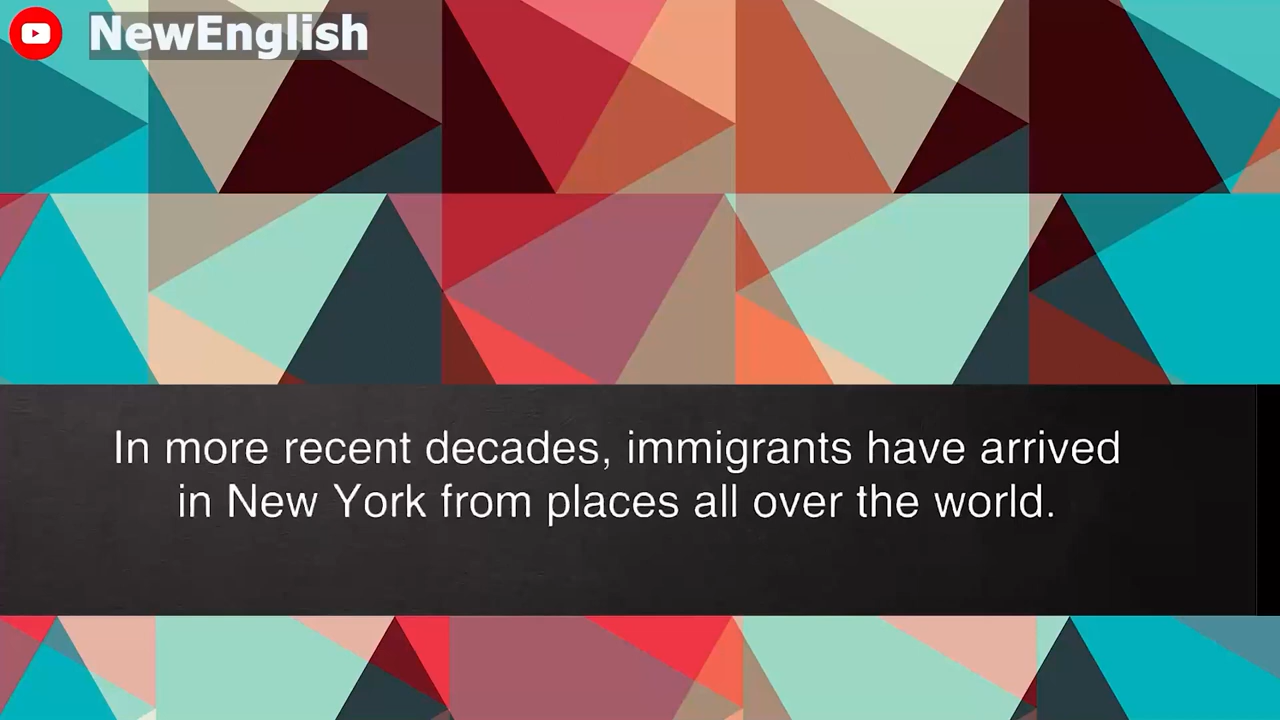 NewEnglish
In more recent decades, immigrants have arrived
in New York from places all over the world.